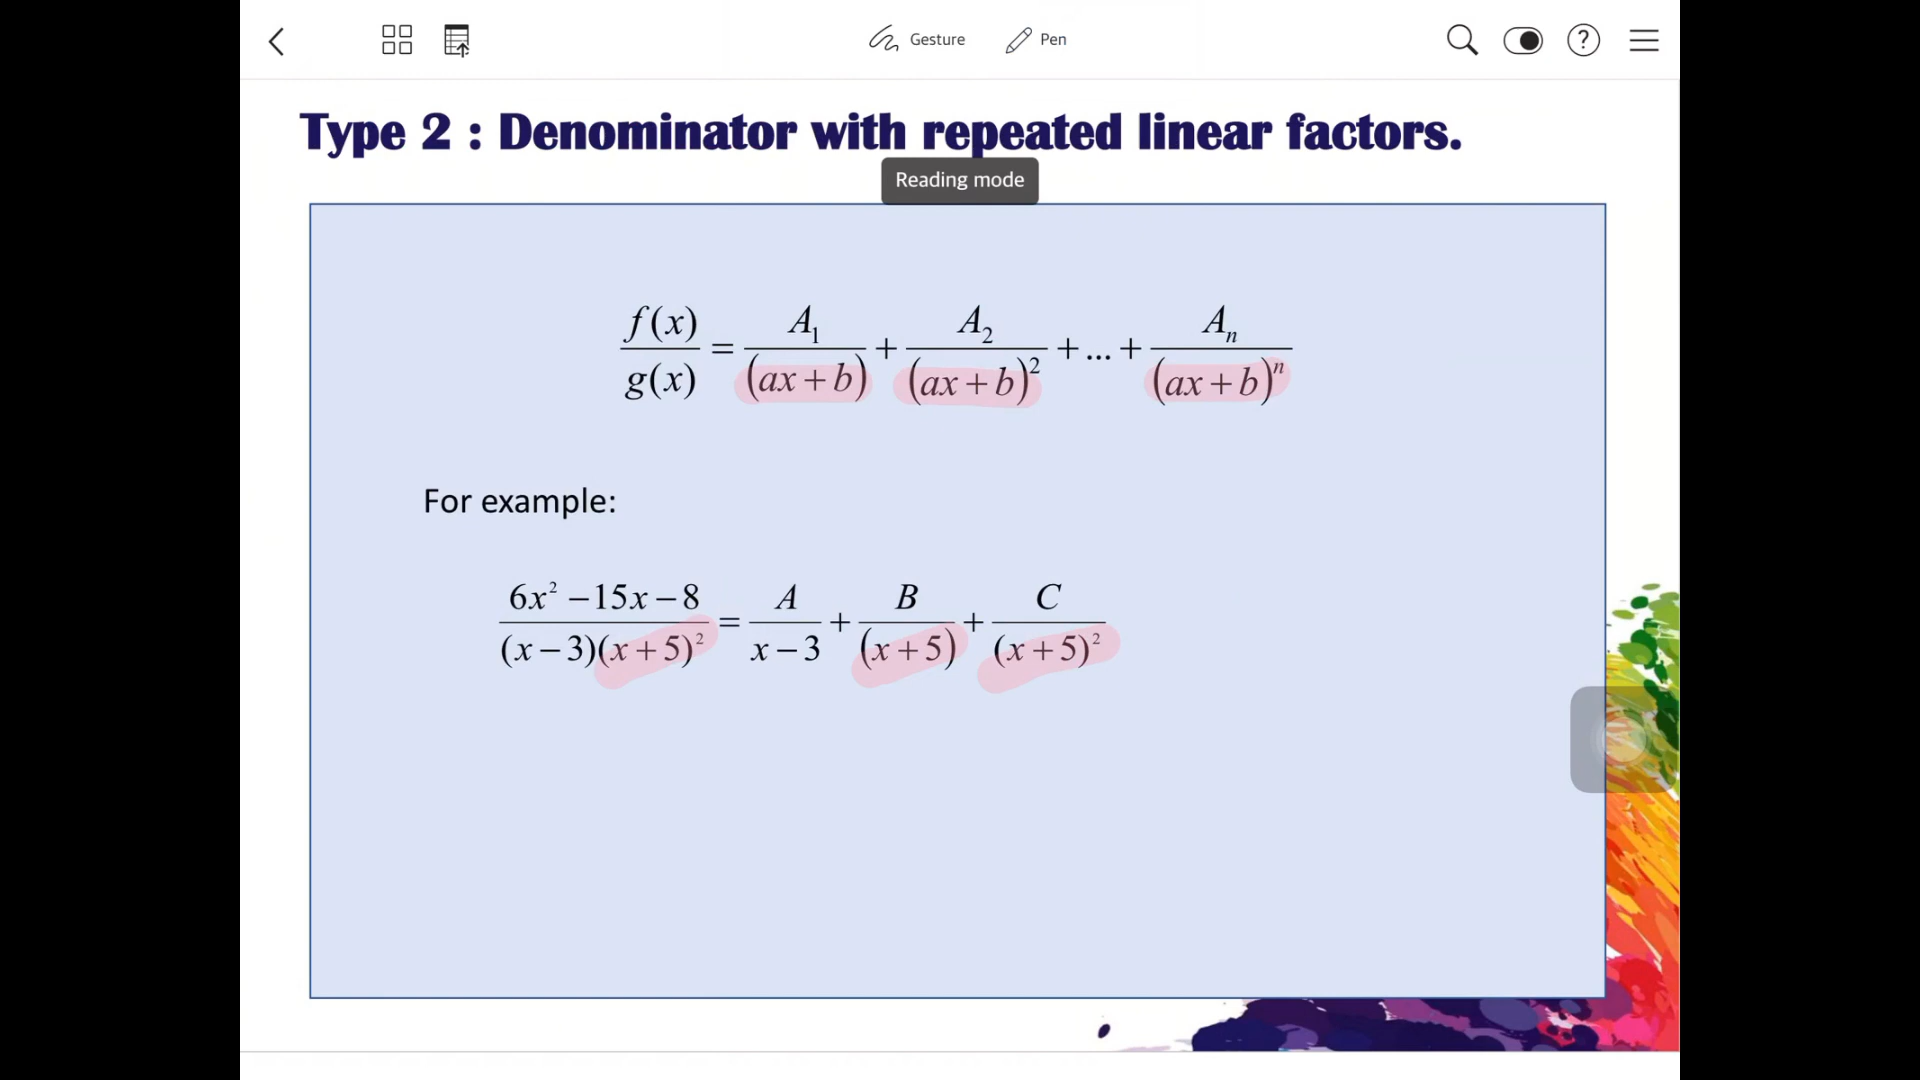 Gesture Pen
Type 2 : Denominator with repeated linear factors.
Reading mode
f(x)/g(x) = A₁/(ax+b) + A₂/(ax+b)² +...+ Aₙ/(ax+b)ⁿ
For example:
6x² −15x−8/(x−3)(x+5)² = A/x−3 + B/(x+5) + C/(x+5)²